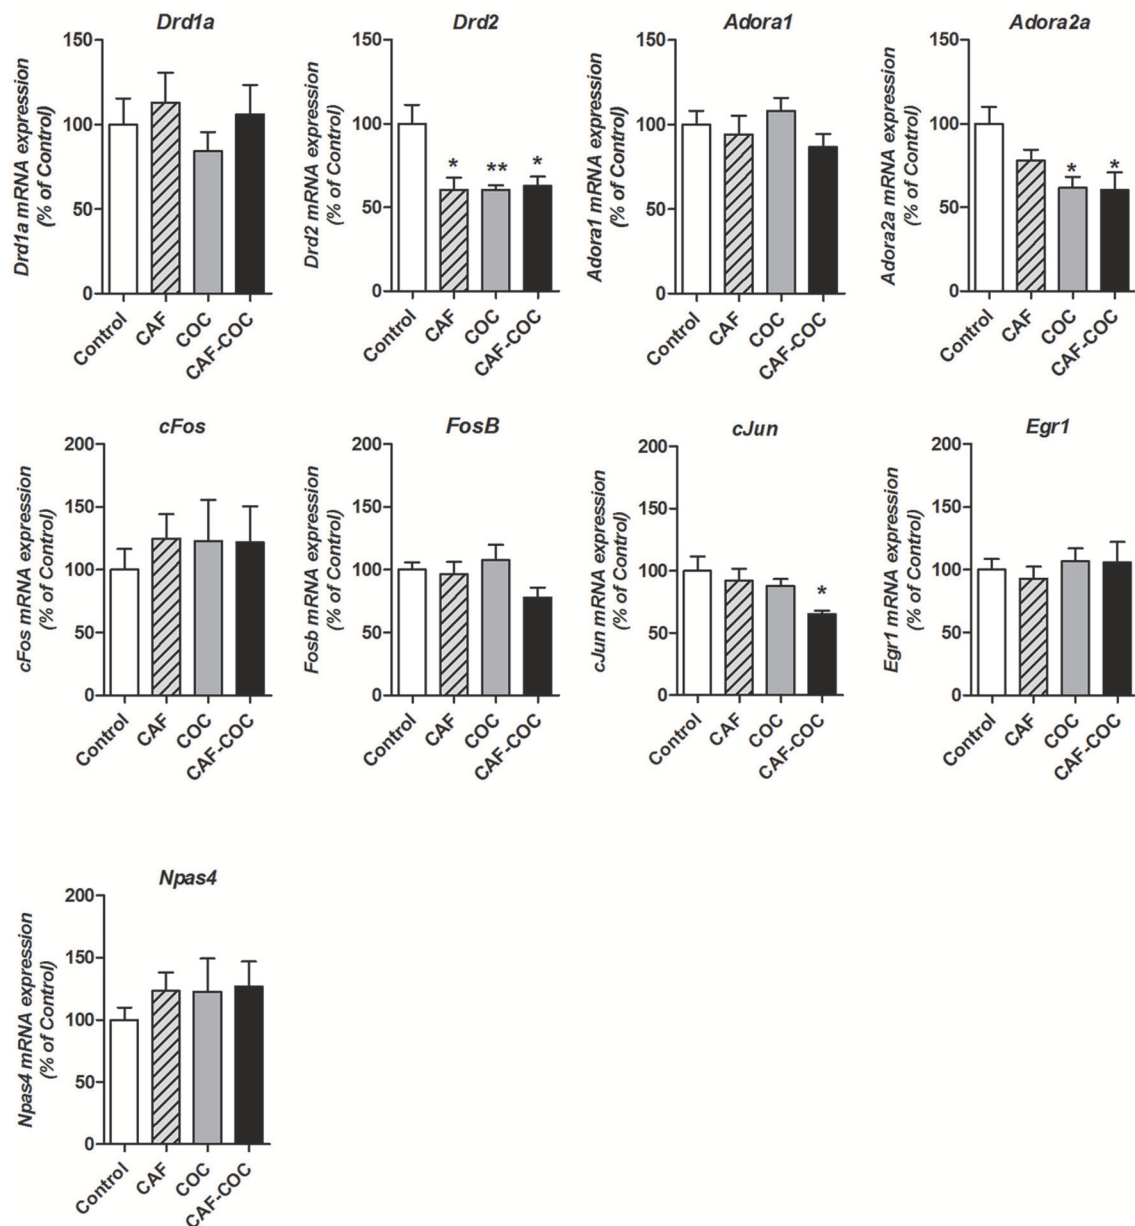 Drd1a
Drd1a mRNA expression
(% of Control)
150
100
50
0
Control
CAF
COC
CAF-COC
Drd2
Drd2 mRNA expression
(% of Control)
150
100
50
0
*
**
*
Control
CAF
COC
CAF-COC
Adora1
Adora1 mRNA expression
(% of Control)
150
100
50
0
Control
CAF
COC
CAF-COC
Adora2a
Adora2a mRNA expression
(% of Control)
150
100
50
0
*
*
Control
CAF
COC
CAF-COC
cFos
cFos mRNA expression
(% of Control)
200
150
100
50
0
Control
CAF
COC
CAF-COC
FosB
Fosb mRNA expression
(% of Control)
200
150
100
50
0
Control
CAF
COC
CAF-COC
cJun
cJun mRNA expression
(% of Control)
200
150
100
50
0
*
Control
CAF
COC
CAF-COC
Egr1
Egr1 mRNA expression
(% of Control)
200
150
100
50
0
Control
CAF
COC
CAF-COC
Npas4
Npas4 mRNA expression
(% of Control)
200
150
100
50
0
Control
CAF
COC
CAF-COC